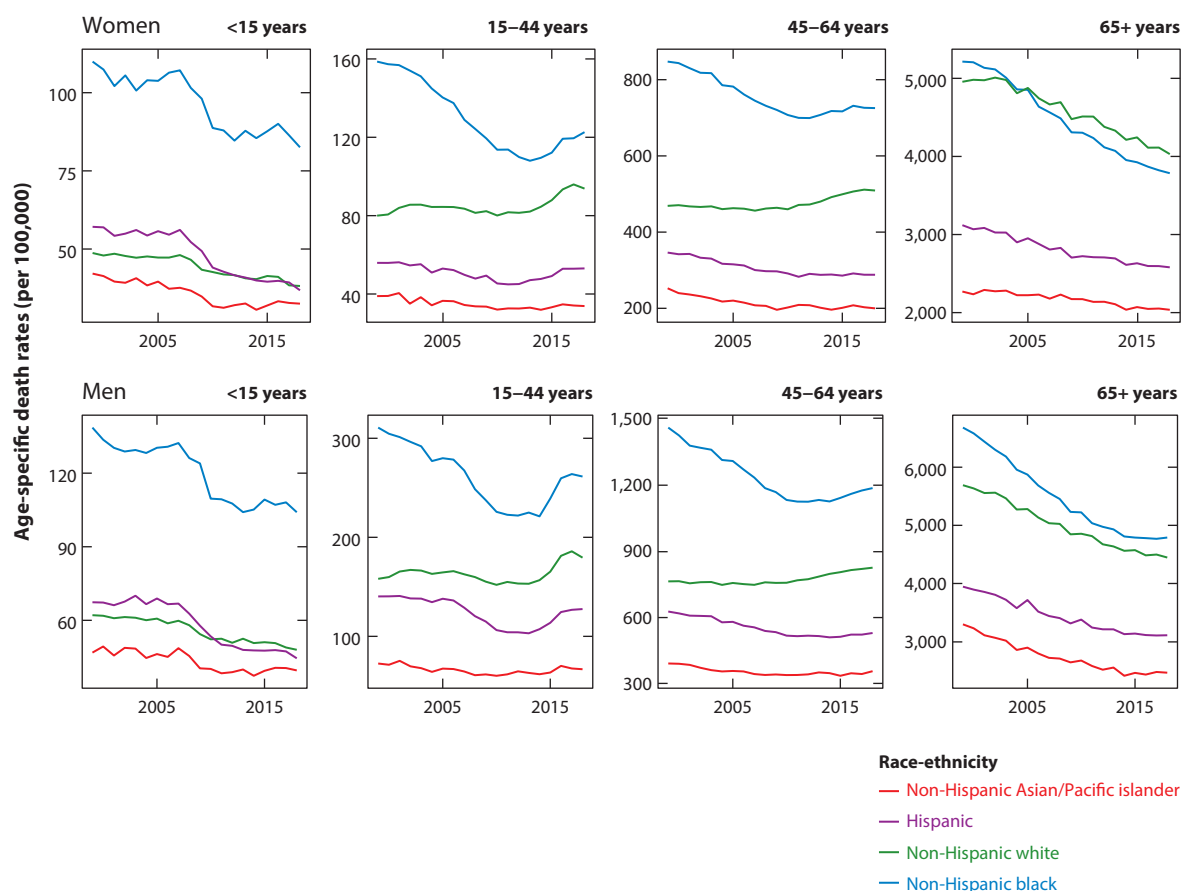 Women
<15 years
15–44 years
45–64 years
65+ years
Age-specific death rates (per 100,000)
100
75
50
2005
2015
160
120
80
40
2005
2015
800
600
400
200
2005
2015
5,000
4,000
3,000
2,000
2005
2015
Men
<15 years
15–44 years
45–64 years
65+ years
120
90
60
2005
2015
300
200
100
2005
2015
1,500
1,200
900
600
300
2005
2015
6,000
5,000
4,000
3,000
2005
2015
Race-ethnicity
Non-Hispanic Asian/Pacific islander
Hispanic
Non-Hispanic white
Non-Hispanic black